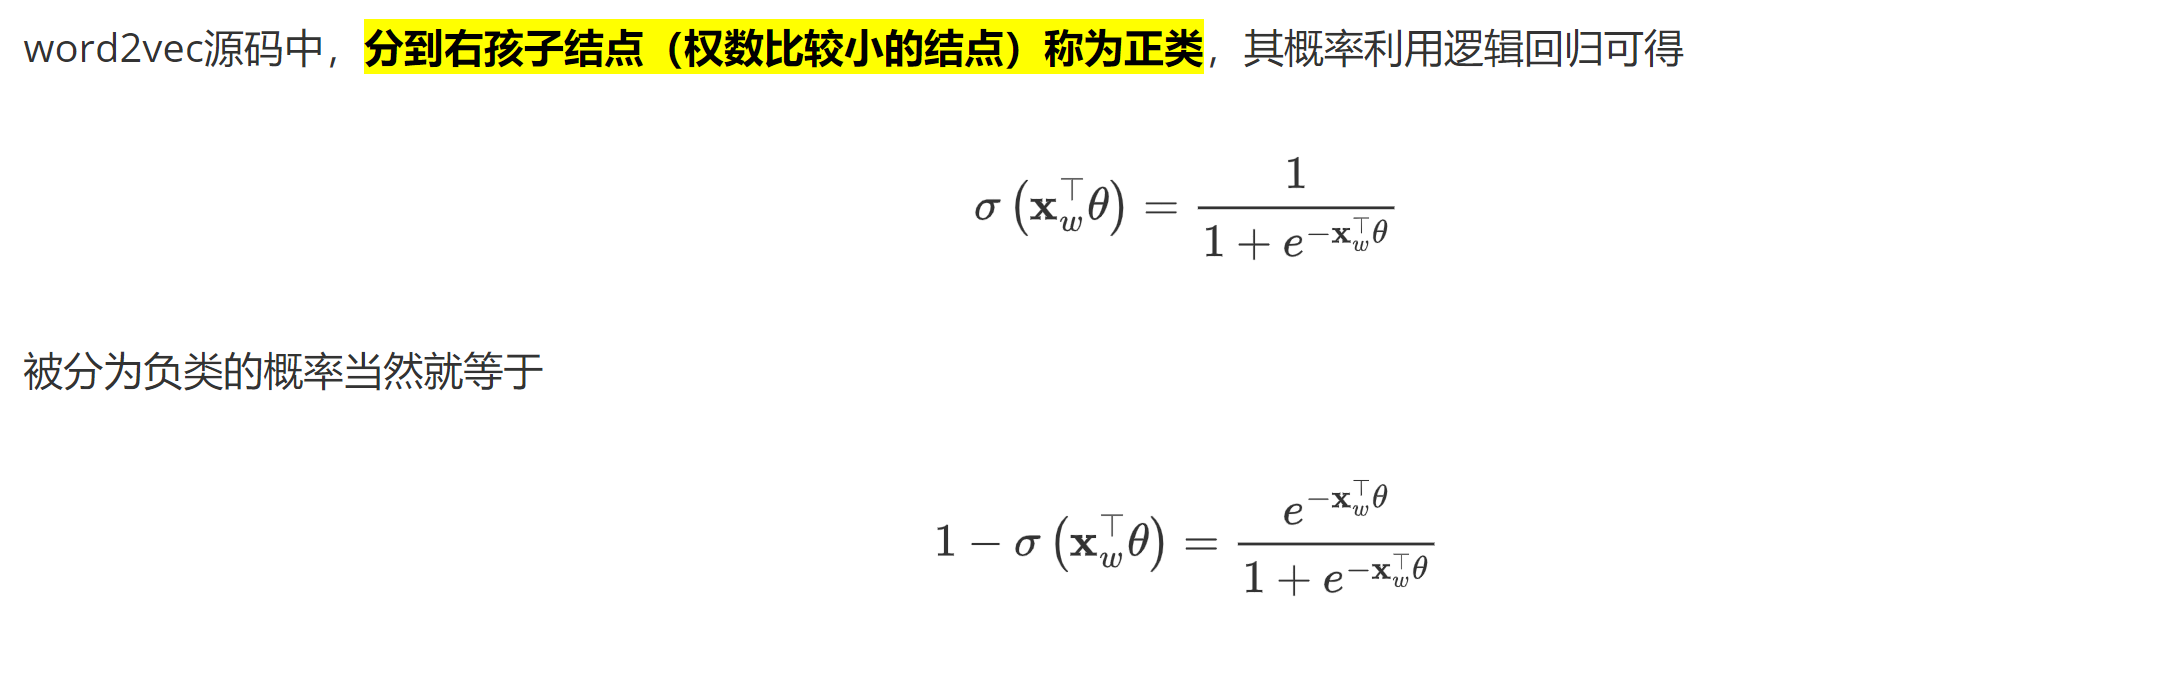 word2vec源码中，分到右孩子结点（权数比较小的结点）称为正类，其概率利用逻辑回归可得
σ(𝐱_w^⊤θ) = 1 / (1 + e^{-𝐱_w^⊤θ})
被分为负类的概率当然就等于
1 − σ(𝐱_w^⊤θ) = e^{-𝐱_w^⊤θ} / (1 + e^{-𝐱_w^⊤θ})